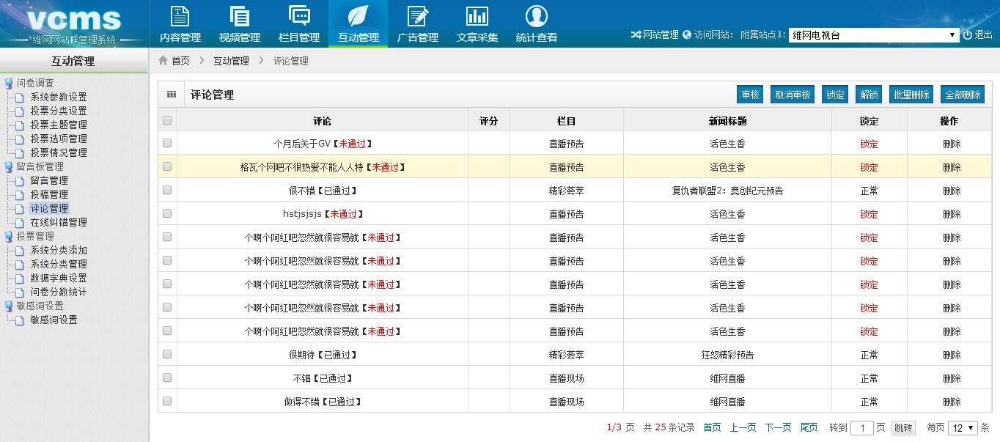 vcms
维网网站群管理系统
内容管理 视频管理 栏目管理 互动管理 广告管理 文章采集 统计查看
网站管理 访问网站: 附属站点1: 维网电视台 退出
互动管理
首页 互动管理 评论管理
问卷调查
系统参数设置
投票分类设置
投票主题管理
投票选项管理
投票情况管理
留言板管理
留言管理
投稿管理
评论管理
在线纠错管理
投票管理
系统分类添加
系统分类管理
数据字典设置
问卷分数统计
敏感词设置
敏感词设置
评论管理 审核 取消审核 锁定 解锁 批量删除 全部删除
评论 评分 栏目 新闻标题 锁定 操作
个月后关于GV【未通过】 直播预告 活色生香 锁定 删除
格瓦个网吧不很热爱不能人人特【未通过】 直播预告 活色生香 锁定 删除
很不错【已通过】 精彩荟萃 复仇者联盟2：奥创纪元预告 正常 删除
hstjsjsjs【未通过】 直播预告 活色生香 锁定 删除
个啊个阿红吧忽然就很容易就【未通过】 直播预告 活色生香 锁定 删除
个啊个阿红吧忽然就很容易就【未通过】 直播预告 活色生香 锁定 删除
个啊个阿红吧忽然就很容易就【未通过】 直播预告 活色生香 锁定 删除
个啊个阿红吧忽然就很容易就【未通过】 直播预告 活色生香 锁定 删除
个啊个阿红吧忽然就很容易就【未通过】 直播预告 活色生香 锁定 删除
很期待【已通过】 精彩荟萃 狂怒精彩预告 正常 删除
不错【已通过】 直播现场 维网直播 正常 删除
做得不错【已通过】 直播现场 维网直播 正常 删除
1/3 页 共 25 条记录 首页 上一页 下一页 尾页 转到 1 页 跳转 每页 12 条